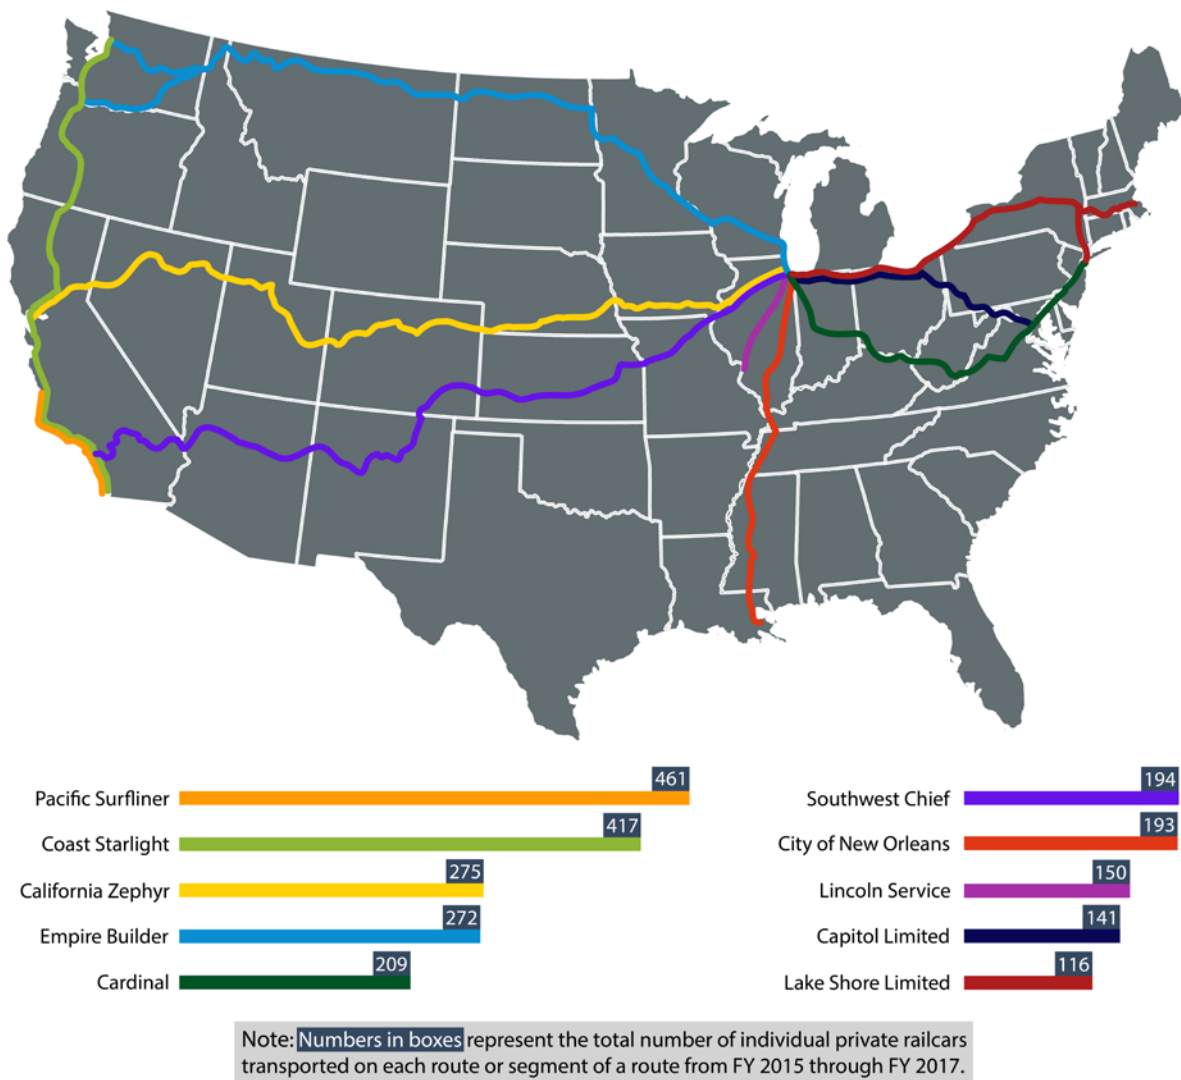 Pacific Surfliner 461
Coast Starlight 417
California Zephyr 275
Empire Builder 272
Cardinal 209
Southwest Chief 194
City of New Orleans 193
Lincoln Service 150
Capitol Limited 141
Lake Shore Limited 116
Note: Numbers in boxes represent the total number of individual private railcars
transported on each route or segment of a route from FY 2015 through FY 2017.